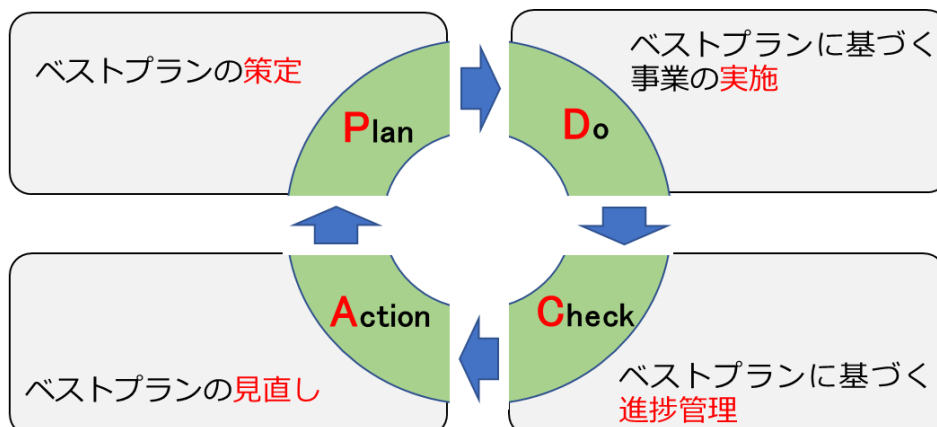 ベストプランの策定
Plan
ベストプランに基づく
事業の実施
Do
ベストプランの見直し
Action
Check
ベストプランに基づく
進捗管理